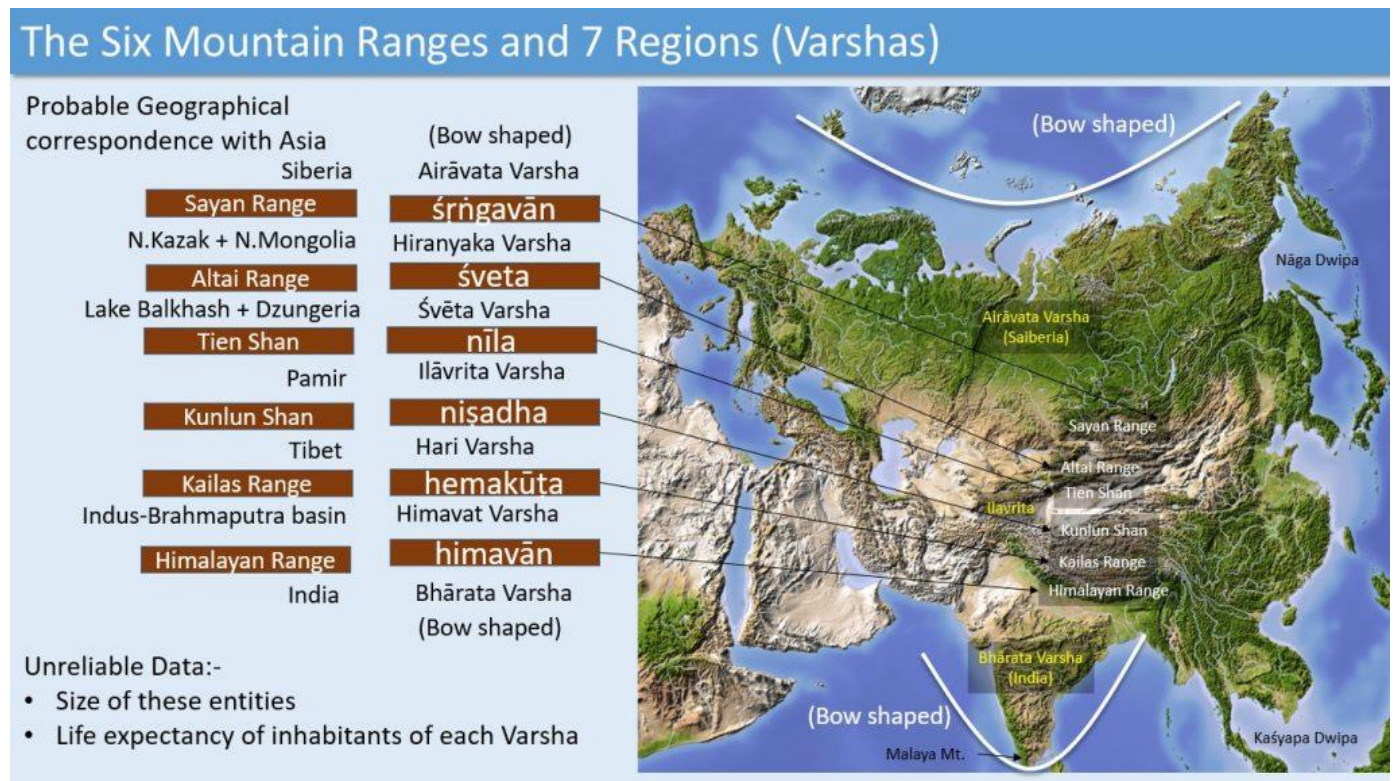 The Six Mountain Ranges and 7 Regions (Varshas)
Probable Geographical
correspondence with Asia
(Bow shaped)
Siberia
Airāvata Varsha
Sayan Range
śṛṅgavān
N.Kazak + N.Mongolia
Hiranyaka Varsha
Altai Range
śveta
Lake Balkhash + Dzungeria
Śvēta Varsha
Tien Shan
nīla
Pamir
Ilāvrita Varsha
Kunlun Shan
niṣadha
Tibet
Hari Varsha
Kailas Range
hemakūṭa
Indus-Brahmaputra basin
Himavat Varsha
Himalayan Range
himavān
India
Bhārata Varsha
(Bow shaped)
Unreliable Data:-
• Size of these entities
• Life expectancy of inhabitants of each Varsha
(Bow shaped)
Nāga Dwipa
Airāvata Varsha
(Saiberia)
Sayan Range
Altai Range
Tien Shan
Ilavrita
Kunlun Shan
Kailas Range
Himalayan Range
Bhārata Varsha
(India)
(Bow shaped)
Malaya Mt.
Kaśyapa Dwipa